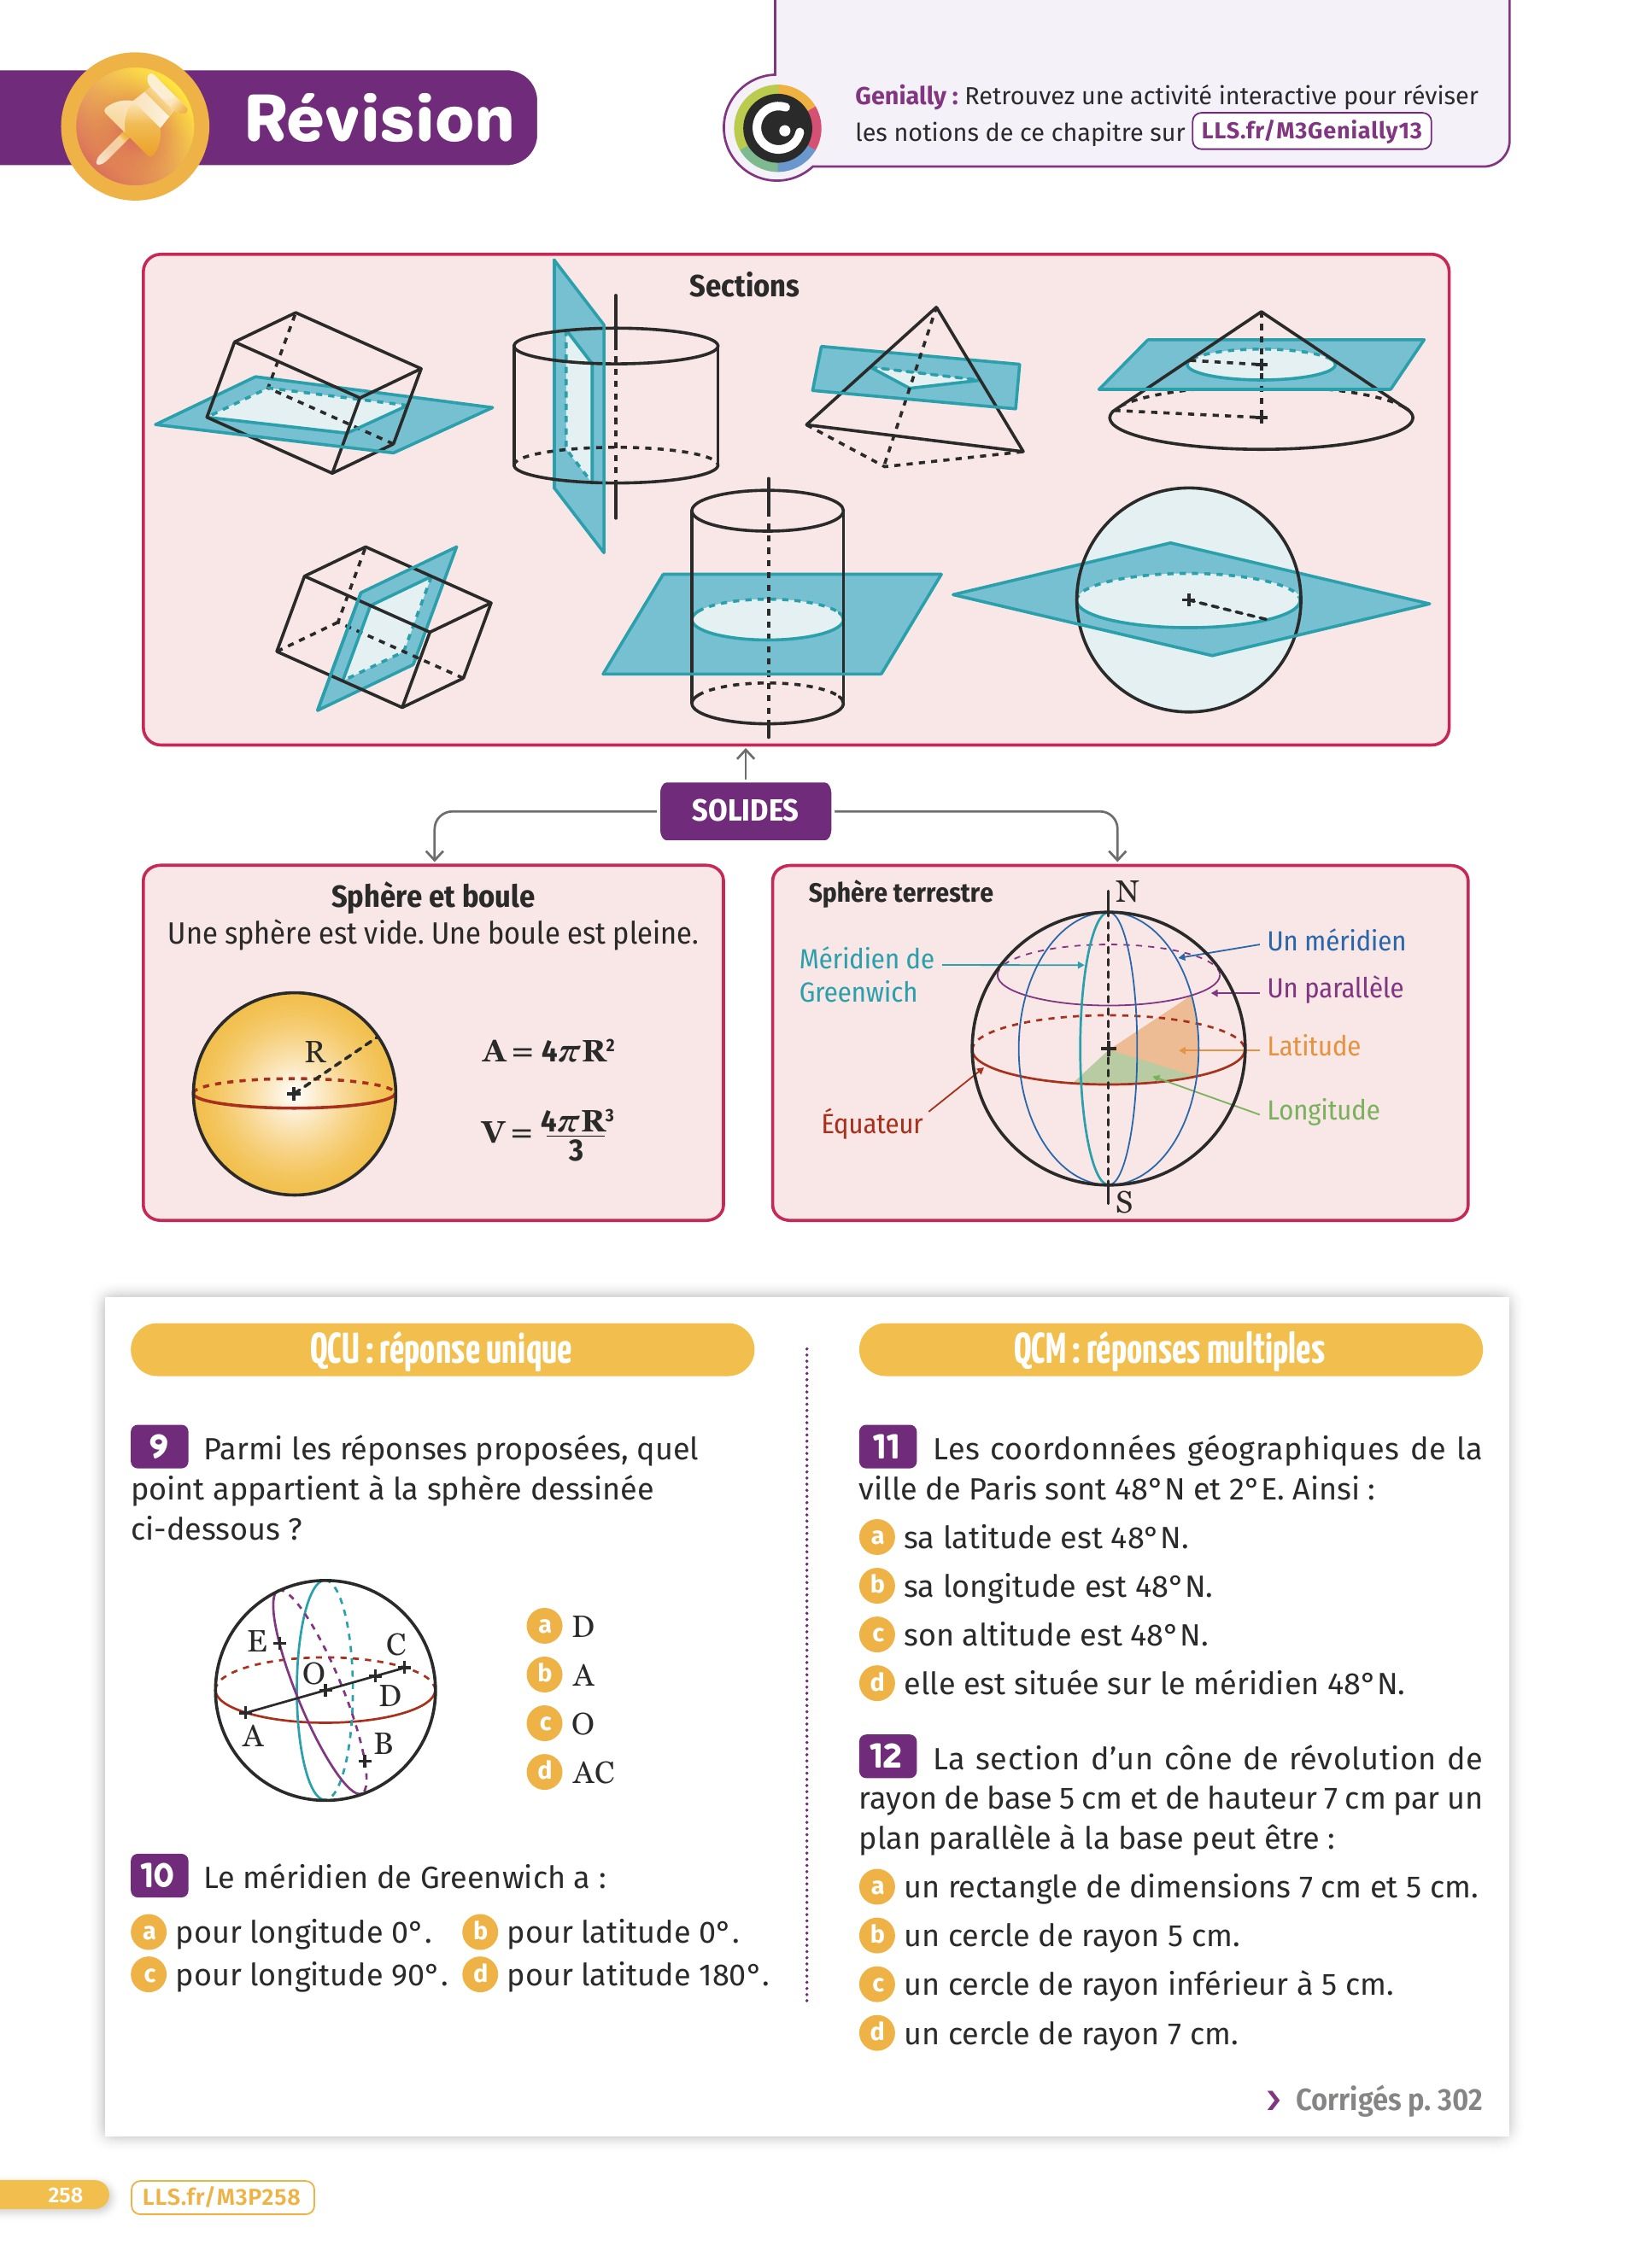 Révision
Genially : Retrouvez une activité interactive pour réviser
les notions de ce chapitre sur LLS.fr/M3Genially13
Sections
SOLIDES
Sphère et boule
Une sphère est vide. Une boule est pleine.
R
A = 4πR²
V = 4πR³
3
Sphère terrestre
N
Méridien de
Greenwich
Un méridien
Un parallèle
Latitude
Longitude
Équateur
S
QCU : réponse unique
9 Parmi les réponses proposées, quel
point appartient à la sphère dessinée
ci-dessous ?
E
C
O
D
A
B
a D
b A
c O
d AC
10 Le méridien de Greenwich a :
a pour longitude 0°. b pour latitude 0°.
c pour longitude 90°. d pour latitude 180°.
QCM : réponses multiples
11 Les coordonnées géographiques de la
ville de Paris sont 48° N et 2° E. Ainsi :
a sa latitude est 48° N.
b sa longitude est 48° N.
c son altitude est 48° N.
d elle est située sur le méridien 48° N.
12 La section d’un cône de révolution de
rayon de base 5 cm et de hauteur 7 cm par un
plan parallèle à la base peut être :
a un rectangle de dimensions 7 cm et 5 cm.
b un cercle de rayon 5 cm.
c un cercle de rayon inférieur à 5 cm.
d un cercle de rayon 7 cm.
› Corrigés p. 302
258 LLS.fr/M3P258